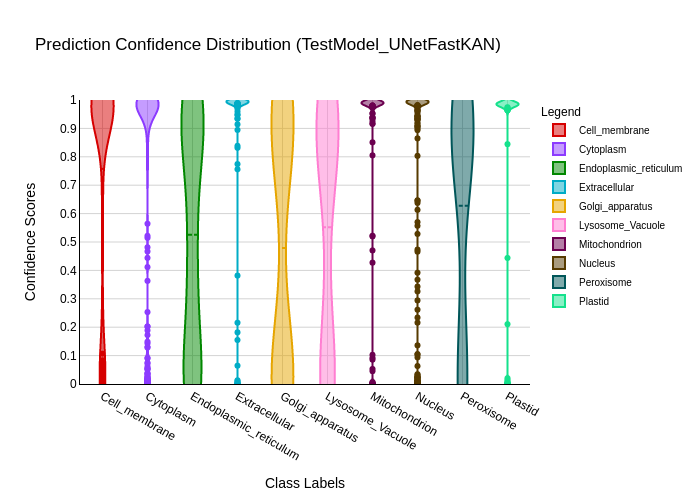 Prediction Confidence Distribution (TestModel_UNetFastKAN)
Confidence Scores
1
0.9
0.8
0.7
0.6
0.5
0.4
0.3
0.2
0.1
0
Cell_membrane
Cytoplasm
Endoplasmic_reticulum
Extracellular
Golgi_apparatus
Lysosome_Vacuole
Mitochondrion
Nucleus
Peroxisome
Plastid
Class Labels
Legend
Cell_membrane
Cytoplasm
Endoplasmic_reticulum
Extracellular
Golgi_apparatus
Lysosome_Vacuole
Mitochondrion
Nucleus
Peroxisome
Plastid